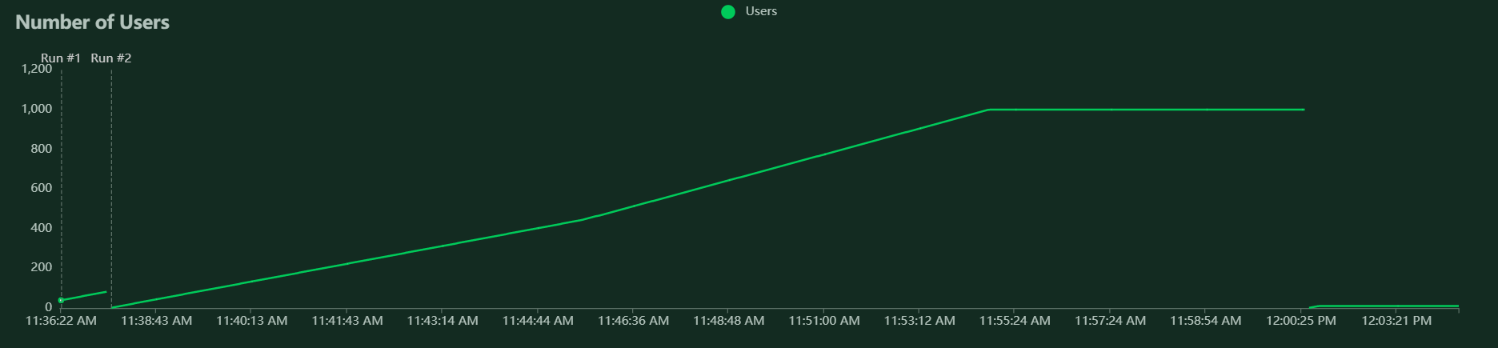 Users
Number of Users
Run #1 Run #2
1,200
1,000
800
600
400
200
0
11:36:22 AM 11:38:43 AM 11:40:13 AM 11:41:43 AM 11:43:14 AM 11:44:44 AM 11:46:36 AM 11:48:48 AM 11:51:00 AM 11:53:12 AM 11:55:24 AM 11:57:24 AM 11:58:54 AM 12:00:25 PM 12:03:21 PM